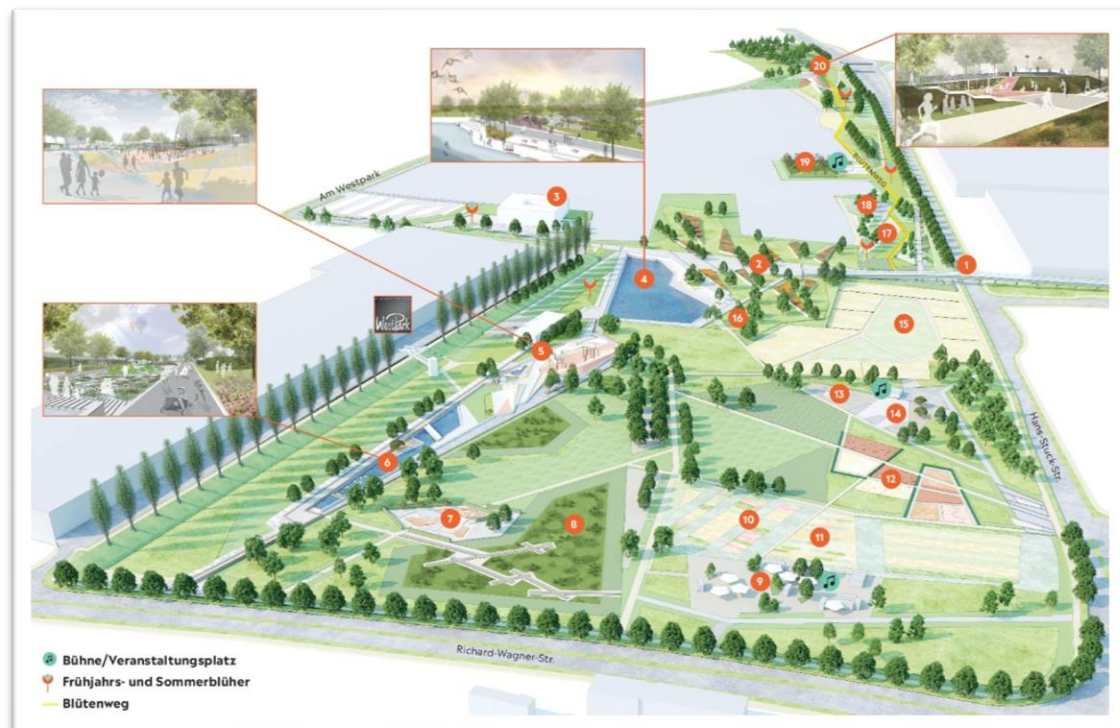 20
19
BLÜTENWEG
Am Westpark
3
18
17
1
2
4
WestPark
16
15
5
13
14
Hans-Stuck-Str.
12
6
7
8
10
11
9
Richard-Wagner-Str.
Bühne/Veranstaltungsplatz
Frühjahrs- und Sommerblüher
Blütenweg